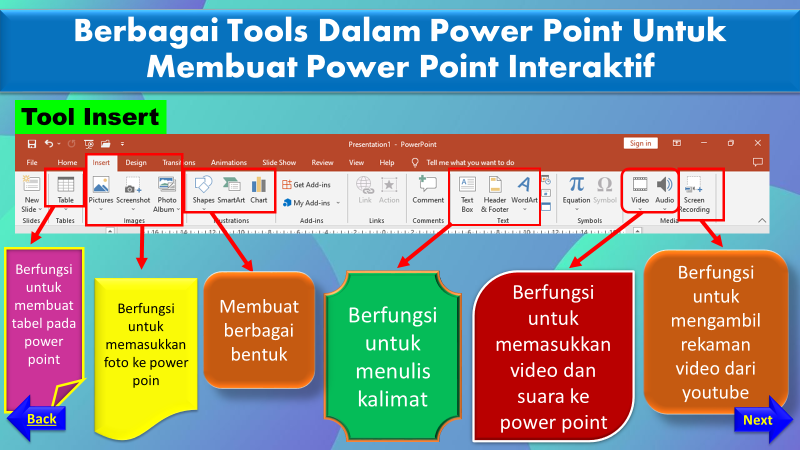 Berbagai Tools Dalam Power Point Untuk
Membuat Power Point Interaktif
Tool Insert
Presentation1 - PowerPoint
Sign in
File Home Insert Design Transitions Animations Slide Show Review View Help Tell me what you want to do
New
Slide
Table
Pictures
Screenshot
Photo
Album
Shapes
SmartArt
Chart
Get Add-ins
My Add-ins
Link
Action
Comment
Text
Box
Header
& Footer
WordArt
Equation
Symbol
Video
Audio
Screen
Recording
Slides
Tables
Images
Illustrations
Add-ins
Links
Comments
Text
Symbols
Media
Berfungsi
untuk
membuat
tabel pada
power
point
Berfungsi
untuk
memasukkan
foto ke power
poin
Membuat
berbagai
bentuk
Berfungsi
untuk
menulis
kalimat
Berfungsi
untuk
memasukkan
video dan
suara ke
power point
Berfungsi
untuk
mengambil
rekaman
video dari
youtube
Back
Next